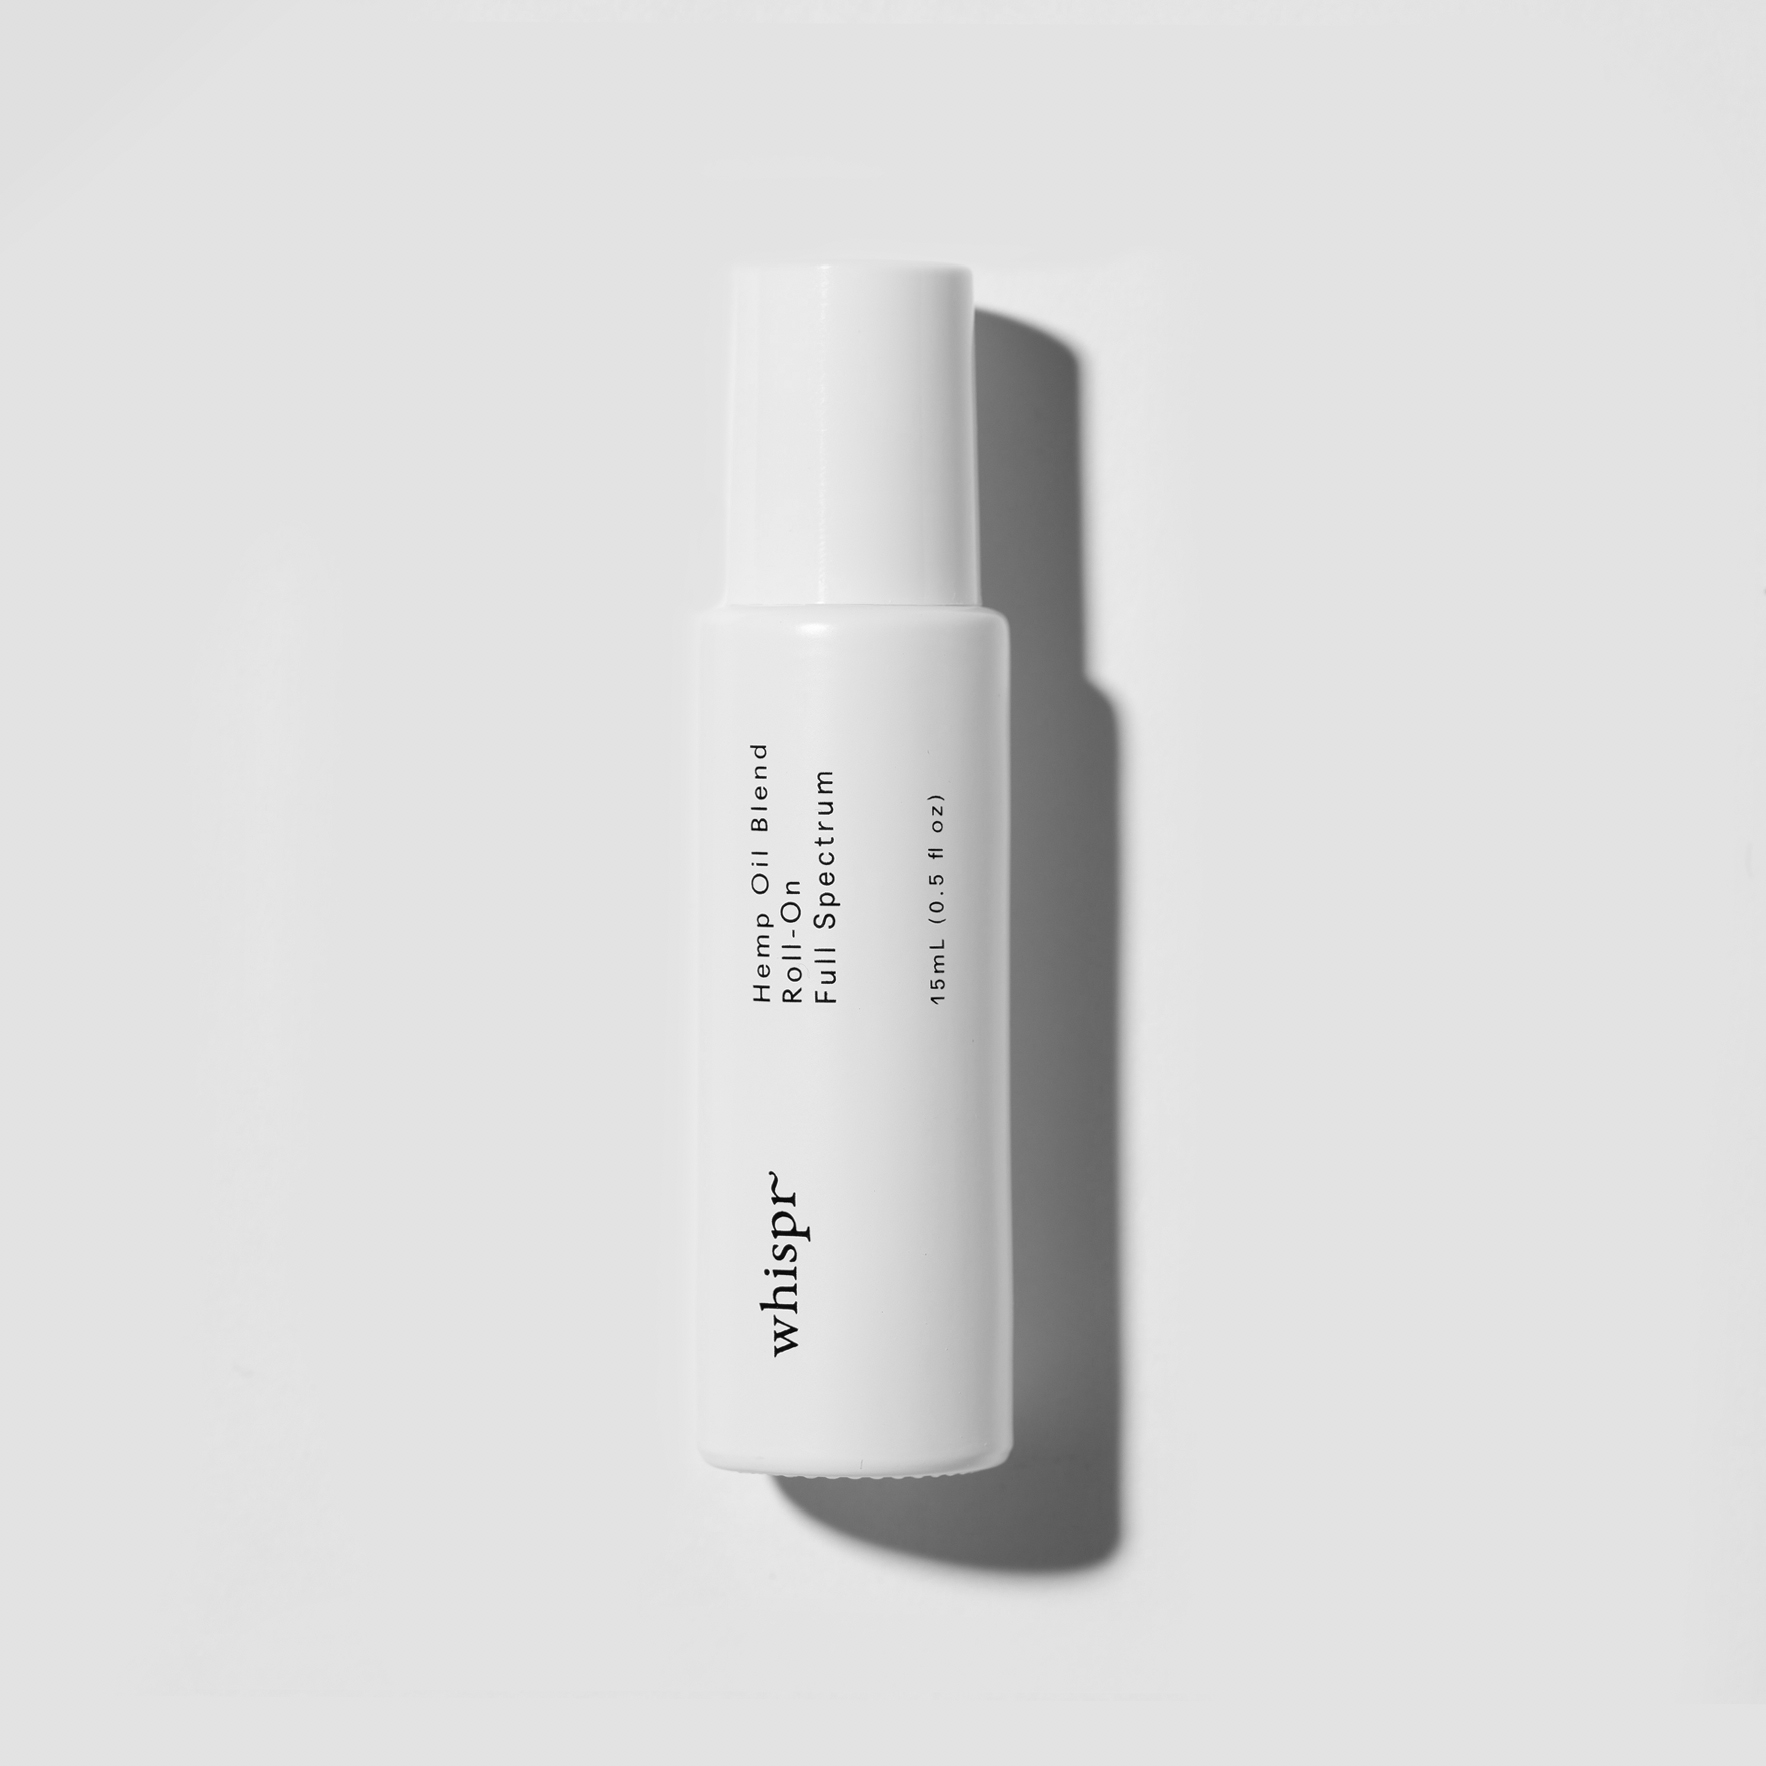 Hemp Oil Blend
Roll-On
Full Spectrum
15mL (0.5 fl oz)
whispr